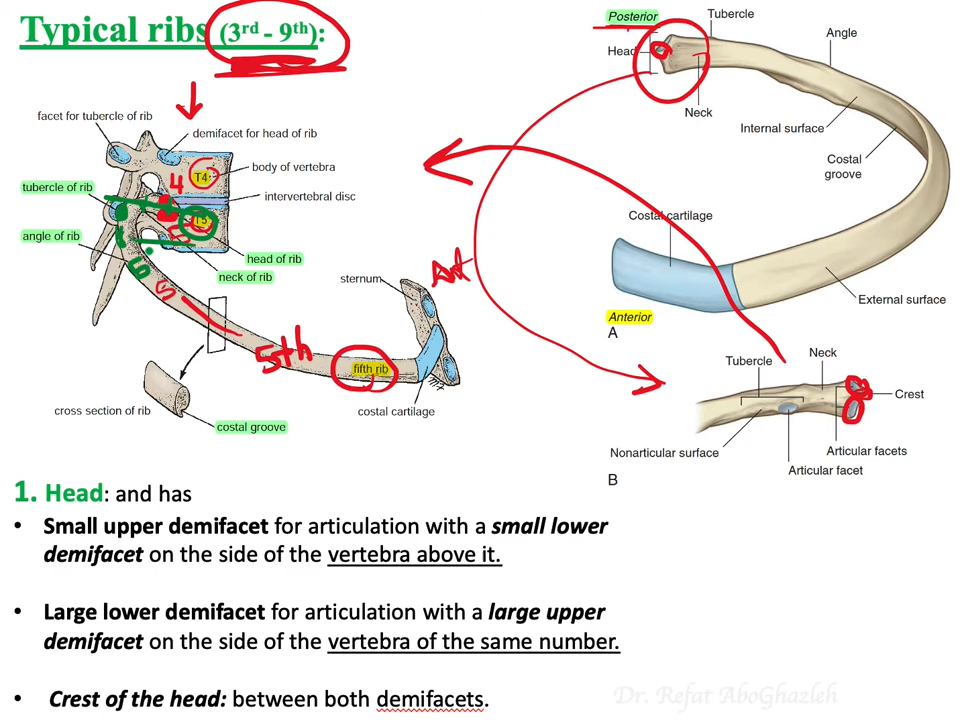 Typical ribs (3rd - 9th):
facet for tubercle of rib
demifacet for head of rib
T4
body of vertebra
4
tubercle of rib
intervertebral disc
T5
angle of rib
head of rib
neck of rib
5
5
sternum
Art
5th
fifth rib
cross section of rib
costal cartilage
costal groove
Posterior
Tubercle
Head
Angle
Neck
Internal surface
Costal
groove
Costal cartilage
External surface
Anterior
A
Tubercle
Neck
Crest
Nonarticular surface
Articular facets
Articular facet
B
1. Head: and has
• Small upper demifacet for articulation with a small lower
demifacet on the side of the vertebra above it.
• Large lower demifacet for articulation with a large upper
demifacet on the side of the vertebra of the same number.
• Crest of the head: between both demifacets.
Dr. Refat AboGhazleh